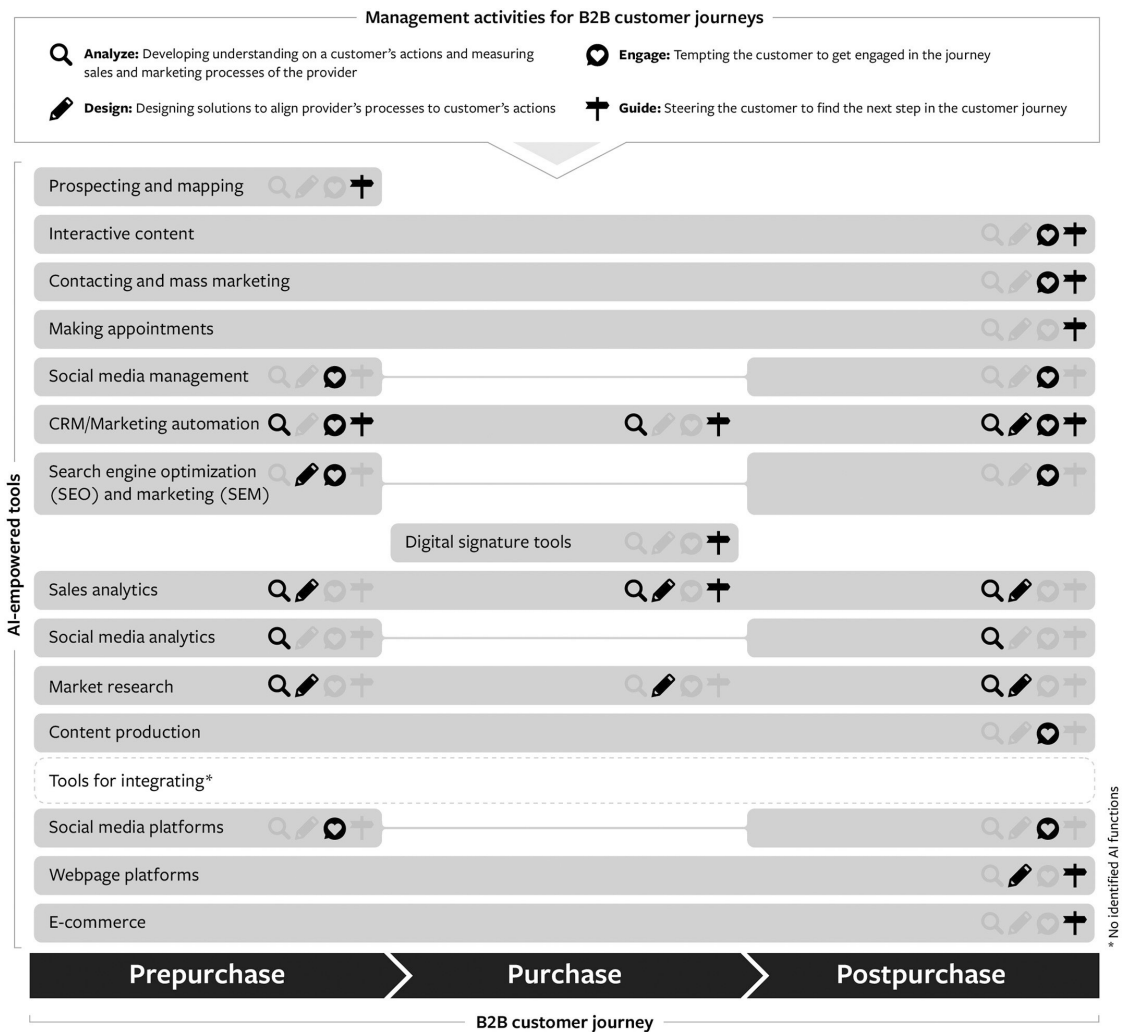 Management activities for B2B customer journeys
Analyze: Developing understanding on a customer's actions and measuring
sales and marketing processes of the provider
Engage: Tempting the customer to get engaged in the journey
Design: Designing solutions to align provider's processes to customer's actions
Guide: Steering the customer to find the next step in the customer journey
AI-empowered tools
Prospecting and mapping
Interactive content
Contacting and mass marketing
Making appointments
Social media management
CRM/Marketing automation
Search engine optimization
(SEO) and marketing (SEM)
Digital signature tools
Sales analytics
Social media analytics
Market research
Content production
Tools for integrating*
Social media platforms
Webpage platforms
E-commerce
* No identified AI functions
Prepurchase
Purchase
Postpurchase
B2B customer journey